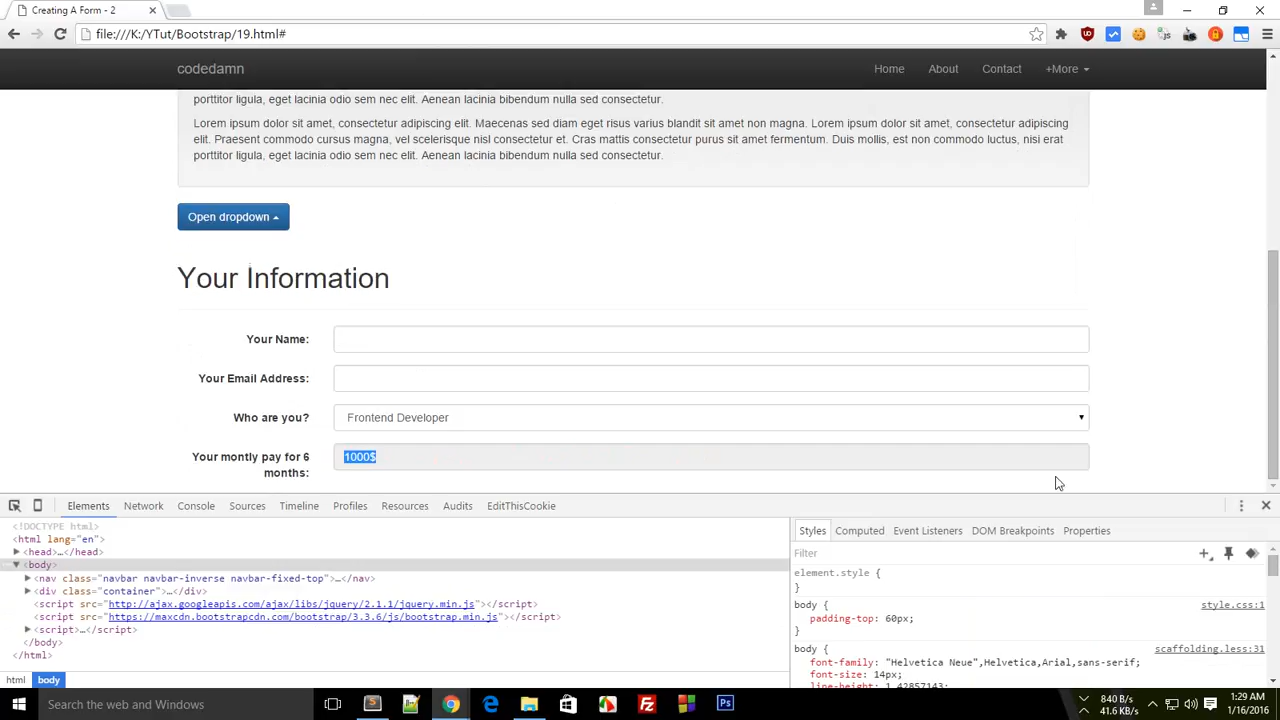 Creating A Form - 2
file:///K:/YTut/Bootstrap/19.html#
codedamn Home About Contact +More
porttitor ligula, eget lacinia odio sem nec elit. Aenean lacinia bibendum nulla sed consectetur.
Lorem ipsum dolor sit amet, consectetur adipiscing elit. Maecenas sed diam eget risus varius blandit sit amet non magna. Lorem ipsum dolor sit amet, consectetur adipiscing
elit. Praesent commodo cursus magna, vel scelerisque nisl consectetur et. Cras mattis consectetur purus sit amet fermentum. Duis mollis, est non commodo luctus, nisi erat
porttitor ligula, eget lacinia odio sem nec elit. Aenean lacinia bibendum nulla sed consectetur.
Open dropdown
Your Information
Your Name:
Your Email Address:
Who are you? Frontend Developer
Your montly pay for 6 1000$
months:
Elements Network Console Sources Timeline Profiles Resources Audits EditThisCookie
<!DOCTYPE html>
<html lang="en">
<head>…</head>
<body>
<nav class="navbar navbar-inverse navbar-fixed-top">…</nav>
<div class="container">…</div>
<script src="http://ajax.googleapis.com/ajax/libs/jquery/2.1.1/jquery.min.js"></script>
<script src="https://maxcdn.bootstrapcdn.com/bootstrap/3.3.6/js/bootstrap.min.js"></script>
<script>…</script>
</body>
</html>
html body
Styles Computed Event Listeners DOM Breakpoints Properties
Filter
element.style {
}
body { style.css:1
padding-top: 60px;
}
body { scaffolding.less:31
font-family: "Helvetica Neue",Helvetica,Arial,sans-serif;
font-size: 14px;
line-height: 1.42857143;
Search the web and Windows
840 B/s
41.6 KB/s
1:29 AM
1/16/2016